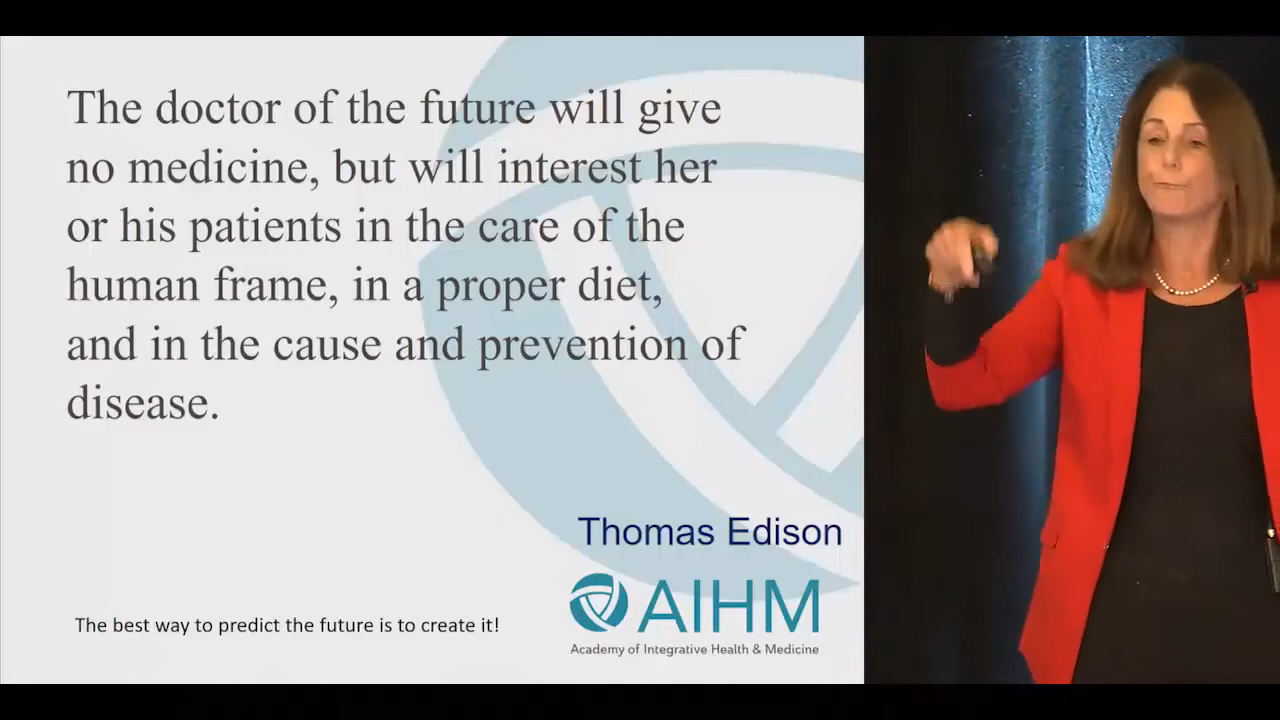 The doctor of the future will give
no medicine, but will interest her
or his patients in the care of the
human frame, in a proper diet,
and in the cause and prevention of
disease.
Thomas Edison
AIHM
Academy of Integrative Health & Medicine
The best way to predict the future is to create it!